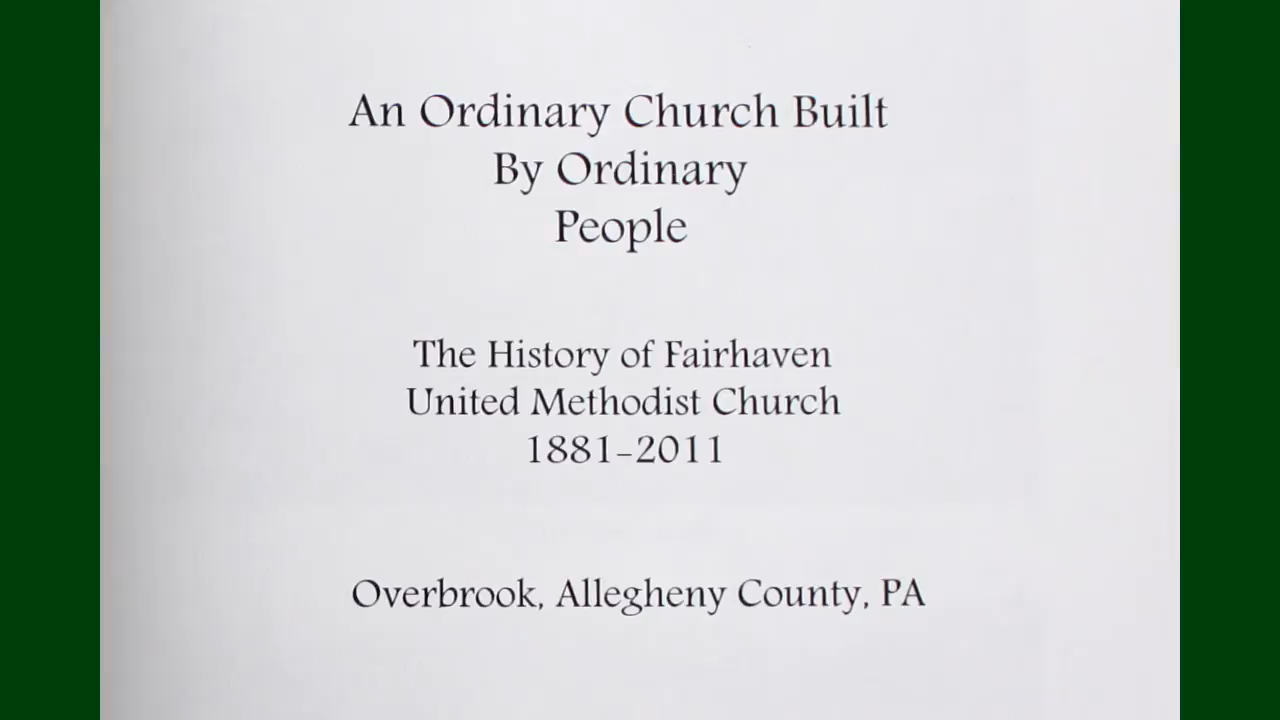 An Ordinary Church Built
By Ordinary
People
The History of Fairhaven
United Methodist Church
1881-2011
Overbrook, Allegheny County, PA